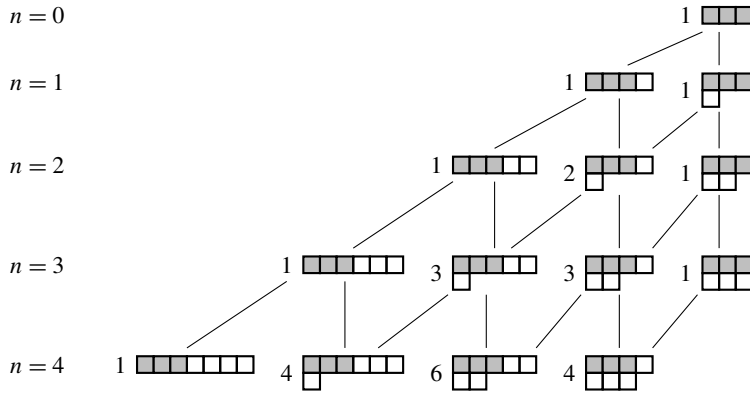 n = 0 1
n = 1 1 1
n = 2 1 2 1
n = 3 1 3 3 1
n = 4 1 4 6 4